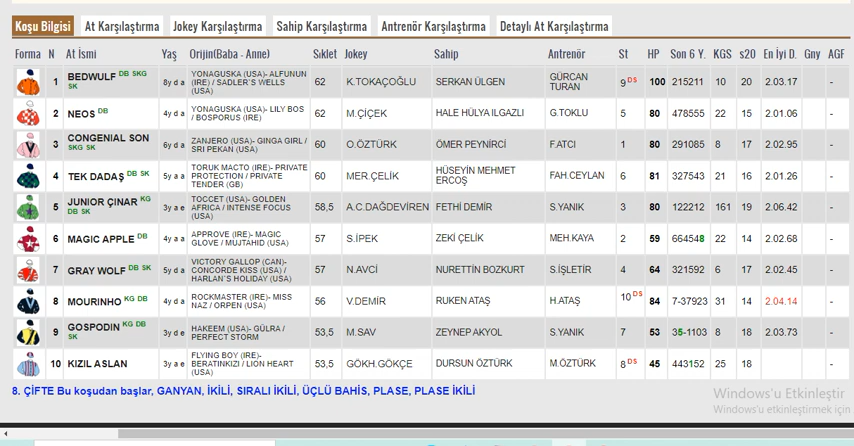 Koşu Bilgisi At Karşılaştırma Jokey Karşılaştırma Sahip Karşılaştırma Antrenör Karşılaştırma Detaylı At Karşılaştırma
Forma N At İsmi Yaş Orijin(Baba - Anne) Sıklet Jokey Sahip Antrenör St HP Son 6 Y. KGS s20 En İyi D. Gny AGF
1 BEDWULF DB SKG SK 8y d a YONAGUSKA (USA)- ALFUNUN (IRE) / SADLER'S WELLS (USA) 62 K.TOKAÇOĞLU SERKAN ÜLGEN GÜRCAN TURAN 9 DS 100 215211 10 20 2.03.17 -
2 NEOS DB 4y d a YONAGUSKA (USA)- LILY BOS / BOSPORUS (IRE) 62 M.ÇİÇEK HALE HÜLYA ILGAZLI G.TOKLU 5 80 478555 22 15 2.01.06 -
3 CONGENIAL SON SKG SK 6y d a ZANJERO (USA)- GINGA GIRL / SRI PEKAN (USA) 60 O.ÖZTÜRK ÖMER PEYNİRCİ F.ATCI 1 80 291085 8 17 2.02.95 -
4 TEK DADAŞ DB SK 5y a a TORUK MACTO (IRE)- PRIVATE PROTECTION / PRIVATE TENDER (GB) 60 MER.ÇELİK HÜSEYİN MEHMET ERCOŞ FAH.CEYLAN 6 81 327543 21 16 2.01.26 -
5 JUNIOR ÇINAR KG DB SK 3y a e TOCCET (USA)- GOLDEN AFRICA / INTENSE FOCUS (USA) 58,5 A.C.DAĞDEVİREN FETHİ DEMİR S.YANIK 3 80 122212 161 19 2.06.42 -
6 MAGIC APPLE DB 4y a a APPROVE (IRE)- MAGIC GLOVE / MUJTAHID (USA) 57 S.İPEK ZEKİ ÇELİK MEH.KAYA 2 59 664548 22 14 2.02.68 -
7 GRAY WOLF DB SK 5y d a VICTORY GALLOP (CAN)- CONCORDE KISS (USA) / HARLAN'S HOLIDAY (USA) 57 N.AVCİ NURETTİN BOZKURT S.İŞLETİR 4 64 321592 6 17 2.02.45 -
8 MOURINHO KG DB 4y d a ROCKMASTER (IRE)- MISS NAZ / ORPEN (USA) 56 V.DEMİR RUKEN ATAŞ H.ATAŞ 10 DS 84 7-37923 31 14 2.04.14 -
9 GOSPODIN KG DB SK 3y d e HAKEEM (USA)- GÜLRA / PERFECT STORM 53,5 M.SAV ZEYNEP AKYOL S.YANIK 7 53 35-1103 8 18 2.03.73 -
10 KIZIL ASLAN 3y a e FLYING BOY (IRE)- BERATINKIZI / LION HEART (USA) 53,5 GÖKH.GÖKÇE DURSUN ÖZTÜRK M.ÖZTÜRK 8 DS 45 443152 25 18 -
8. ÇİFTE Bu koşudan başlar, GANYAN, İKİLİ, SIRALI İKİLİ, ÜÇLÜ BAHİS, PLASE, PLASE İKİLİ
Windows'u Etkinleştir
Windows'u etkinleştirmek için